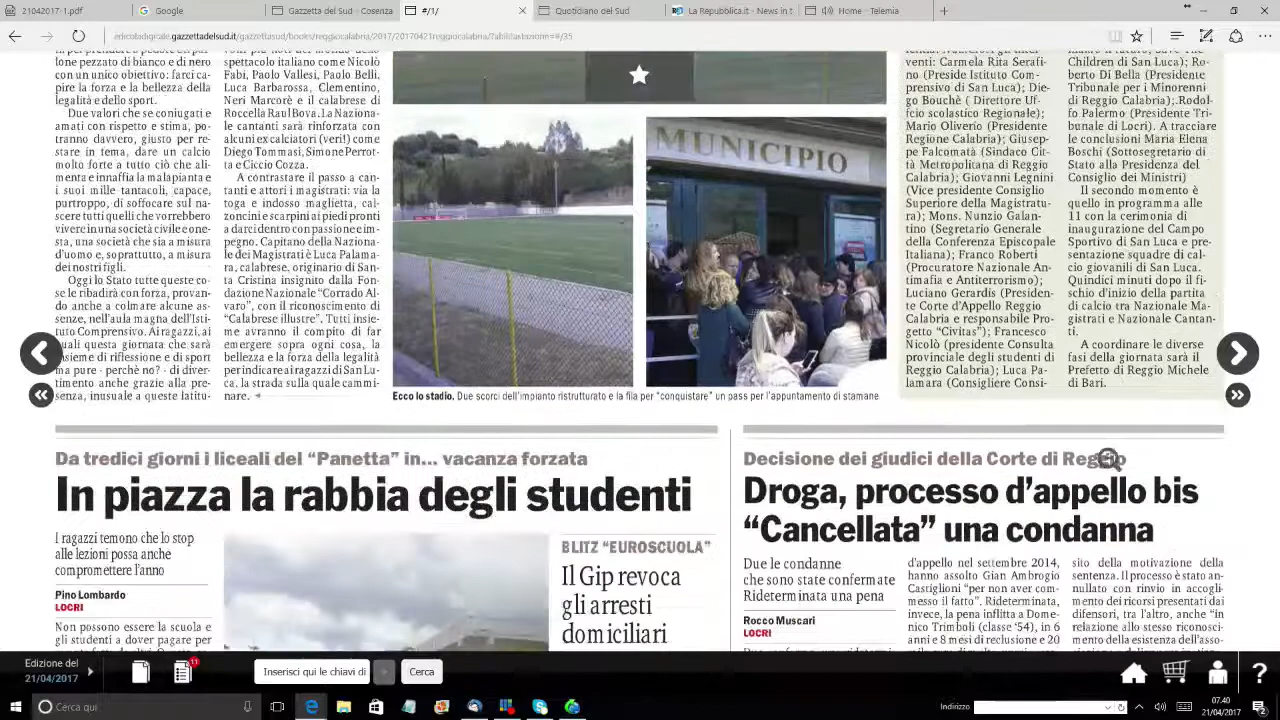 21042017-1.pdf
Google
Gazzetta del Sud - Cosenza
#/1/
Quotidiano del Sud
La Repubblica.it - News in t
Home - Telemia
edicoladigitale.gazzettadelsud.it/gazzettasud/books/reggiocalabria/2017/20170421reggiocalabria/
lone pezzato di bianco e di nero
con un unico obiettivo: farci ca-
pire la forza e la bellezza della
legalità e dello sport.
Due valori che se coniugati e
amati con rispetto e stima, po-
tranno davvero, giusto per re-
stare in tema, dare un calcio
molto forte a tutto ciò che ali-
menta e innaffia la malapianta e
i suoi mille tantacoli, capace,
purtroppo, di soffocare sul na-
scere tutti quelli che vorrebbero
vivere in una società civile e one-
sta, una società che sia a misura
d'uomo e, soprattutto, a misura
dei nostri figli.
Oggi lo Stato tutte queste co-
se le ribadirà con forza, provan-
do anche a colmare alcune as-
senze, nell'aula magna dell'Isti-
tuto Comprensivo. Ai ragazzi, ai
quali questa giornata che sarà
insieme di riflessione e di sport
ma pure - perchè no? - di diver-
timento anche grazie alla pre-
senza, inusuale a queste latitu-
spettacolo italiano come Nicolò
Fabi, Paolo Vallesi, Paolo Belli,
Luca Barbarossa, Clementino,
Neri Marcorè e il calabrese di
Roccella Raul Bova. La Naziona-
le cantanti sarà rinforzata con
alcuni ex calciatori (veri!) come
Diego Tommasi, Simone Perrot-
ta e Ciccio Cozza.
A contrastare il passo a can-
tanti e attori i magistrati: via la
toga e indosso maglietta, cal-
zoncini e scarpini ai piedi pronti
a darci dentro con passione e im-
pegno. Capitano della Naziona-
le dei Magistrati è Luca Palama-
ra, calabrese, originario di San-
ta Cristina insignito dalla Fon-
dazione Nazionale "Corrado Al-
varo", con il riconoscimento di
"Calabrese illustre". Tutti insie-
me avranno il compito di far
emergere sopra ogni cosa, la
bellezza e la forza della legalità
per indicare ai ragazzi di San Lu-
ca, la strada sulla quale cammi-
nare.
MUNICIPIO
Ecco lo stadio. Due scorci dell'impianto ristrutturato e la fila per "conquistare" un pass per l'appuntamento di stamane
venti: Carmela Rita Serafi-
no (Preside Istituto Com-
prensivo di San Luca); Die-
go Bouchè ( Direttore Uf-
ficio scolastico Regionale);
Mario Oliverio (Presidente
Regione Calabria); Giusep-
pe Falcomatà (Sindaco Cit-
tà Metropolitana di Reggio
Calabria); Giovanni Legnini
(Vice presidente Consiglio
Superiore della Magistratu-
ra); Mons. Nunzio Galan-
tino (Segretario Generale
della Conferenza Episcopale
Italiana); Franco Roberti
(Procuratore Nazionale An-
timafia e Antiterrorismo);
Luciano Gerardis (Presiden-
te Corte d'Appello Reggio
Calabria e responsabile Pro-
getto "Civitas"); Francesco
Nicolò (presidente Consulta
provinciale degli studenti di
Reggio Calabria); Luca Pa-
lamara (Consigliere Consi-
Children di San Luca); Ro-
berto Di Bella (Presidente
Tribunale per i Minorenni
di Reggio Calabria);.Rodol-
fo Palermo (Presidente Tri-
bunale di Locri). A tracciare
le conclusioni Maria Elena
Boschi (Sottosegretario di
Stato alla Presidenza del
Consiglio dei Ministri)
Il secondo momento è
quello in programma alle
11 con la cerimonia di
inaugurazione del Campo
Sportivo di San Luca e pre-
sentazione squadre di cal-
cio giovanili di San Luca.
Quindici minuti dopo il fi-
schio d'inizio della partita
di calcio tra Nazionale Ma-
gistrati e Nazionale Cantan-
ti.
A coordinare le diverse
fasi della giornata sarà il
Prefetto di Reggio Michele
di Bari.
Da tredici giorni i liceali del "Panetta" in... vacanza forzata
In piazza la rabbia degli studenti
I ragazzi temono che lo stop
alle lezioni possa anche
compromettere l'anno
Pino Lombardo
LOCRI
Non possono essere la scuola e
gli studenti a dover pagare per
BLITZ "EUROSCUOLA"
Il Gip revoca
gli arresti
domiciliari
Decisione dei giudici della Corte di Reggio
Droga, processo d'appello bis
"Cancellata" una condanna
Due le condanne
che sono state confermate
Rideterminata una pena
Rocco Muscari
LOCRI
d'appello nel settembre 2014,
hanno assolto Gian Ambrogio
Castiglioni "per non aver com-
messo il fatto". Rideterminata,
invece, la pena inflitta a Dome-
nico Trimboli (classe '54), in 6
anni e 8 mesi di reclusione e 20
sito della motivazione della
sentenza. Il processo è stato an-
nullato con rinvio in accogli-
mento dei ricorsi presentati dai
difensori, tra l'altro, anche "in
relazione allo stesso riconosci-
mento della esistenza dell'asso-
Edizione del
21/04/2017
11
Inserisci qui le chiavi di
Cerca
?
Cerca qui
Indirizzo
07.40
21/04/2017